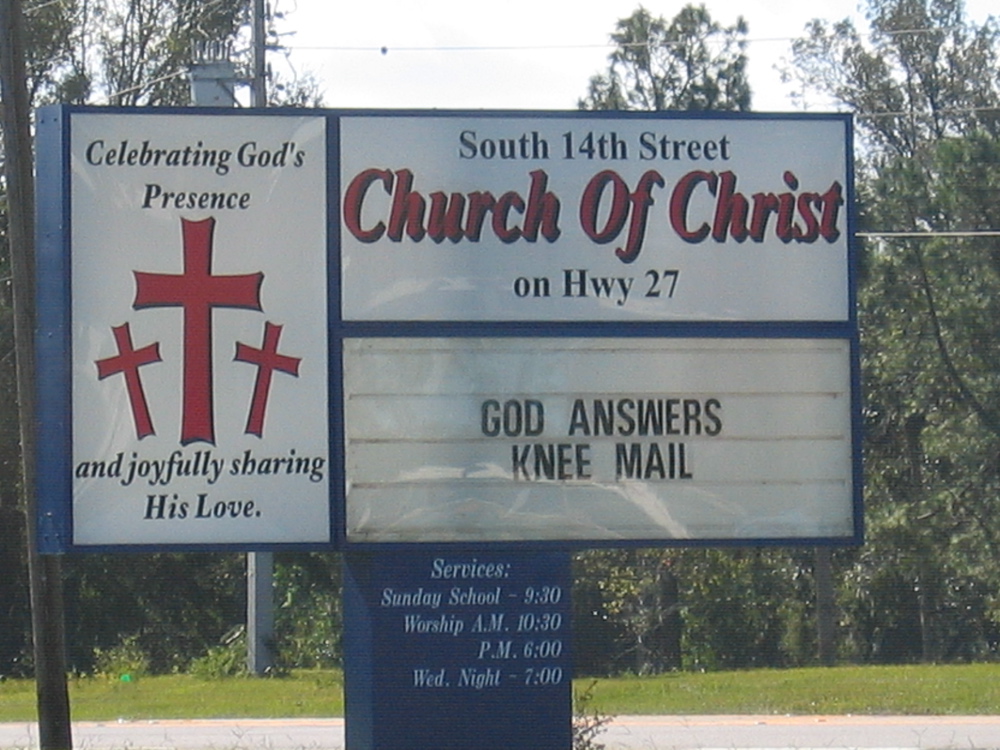 Celebrating God's
Presence
and joyfully sharing
His Love.
South 14th Street
Church Of Christ
on Hwy 27
GOD ANSWERS
KNEE MAIL
Services:
Sunday School - 9:30
Worship A.M. 10:30
P.M. 6:00
Wed. Night - 7:00